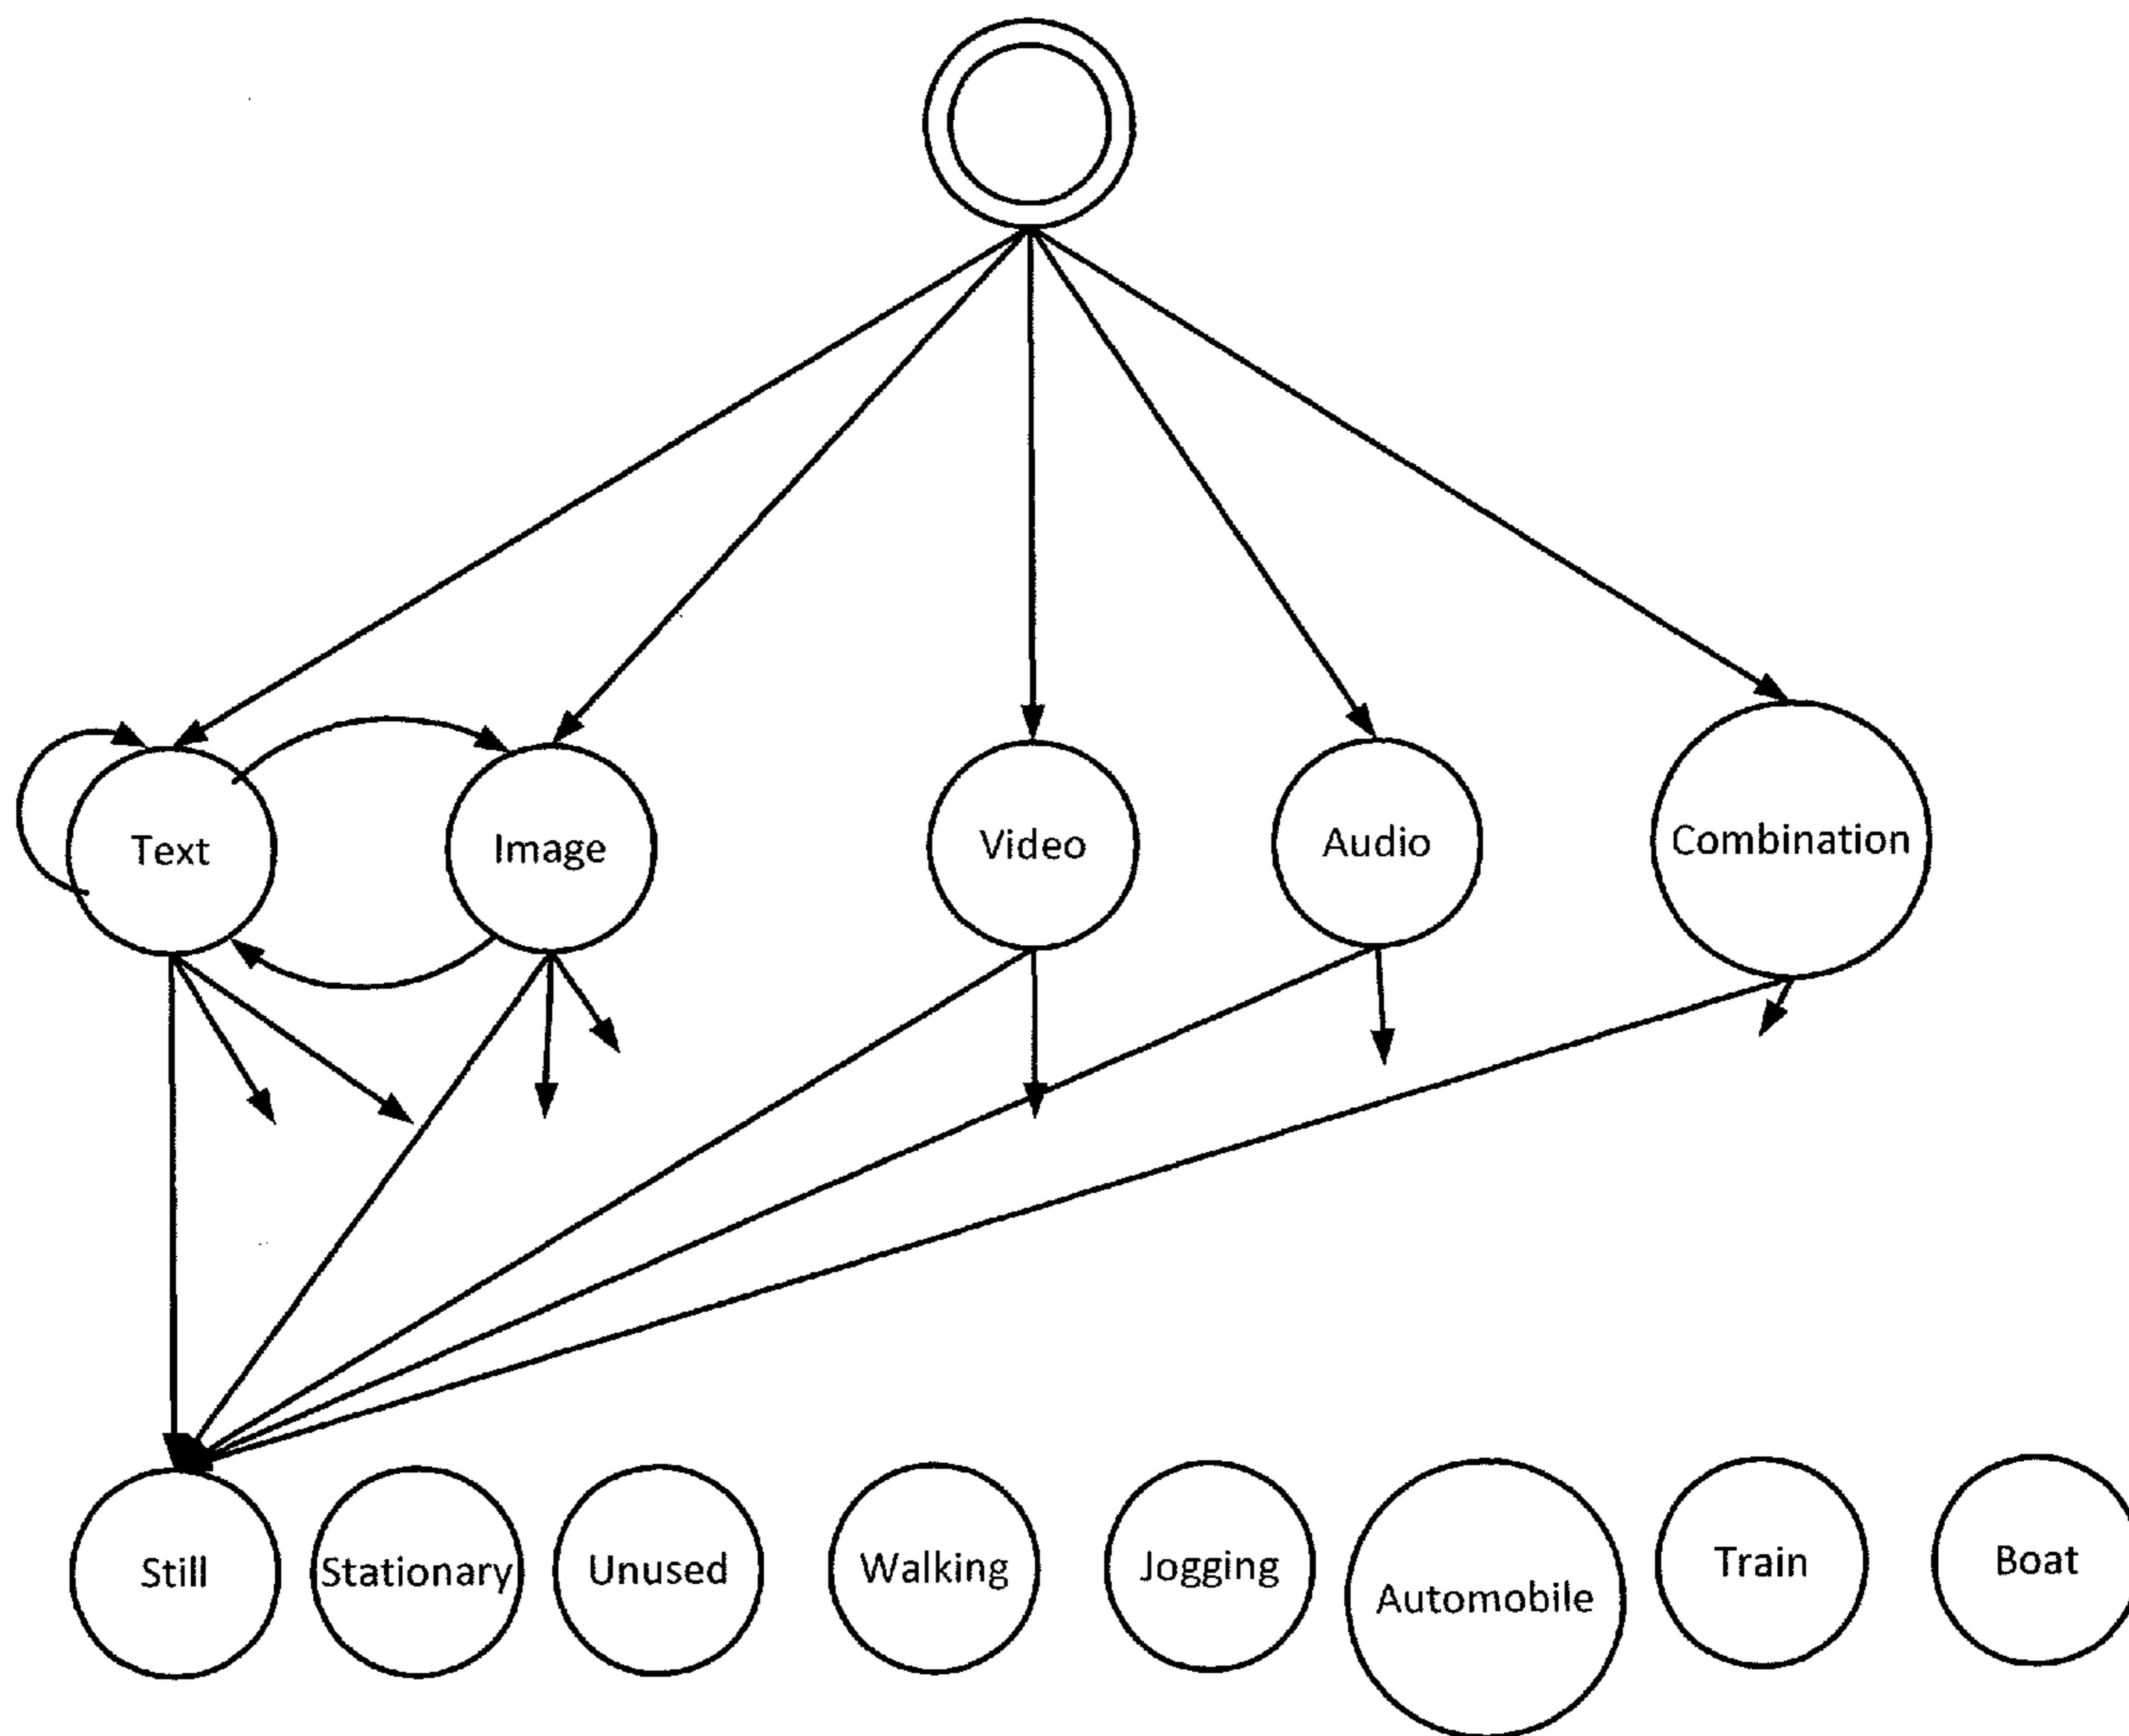 Text
Image
Video
Audio
Combination
Still
Stationary
Unused
Walking
Jogging
Automobile
Train
Boat